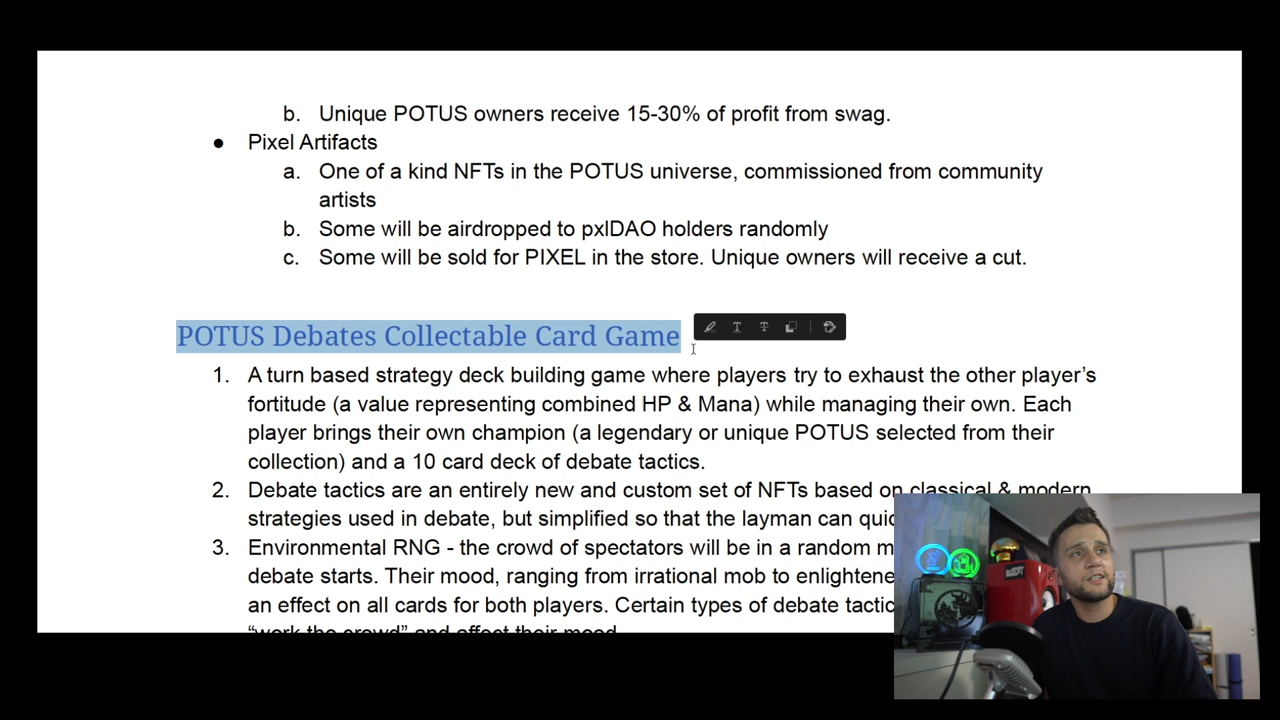 b. Unique POTUS owners receive 15-30% of profit from swag.
● Pixel Artifacts
a. One of a kind NFTs in the POTUS universe, commissioned from community
artists
b. Some will be airdropped to pxlDAO holders randomly
c. Some will be sold for PIXEL in the store. Unique owners will receive a cut.
POTUS Debates Collectable Card Game
1. A turn based strategy deck building game where players try to exhaust the other player's
fortitude (a value representing combined HP & Mana) while managing their own. Each
player brings their own champion (a legendary or unique POTUS selected from their
collection) and a 10 card deck of debate tactics.
2. Debate tactics are an entirely new and custom set of NFTs based on classical & modern
strategies used in debate, but simplified so that the layman can
3. Environmental RNG - the crowd of spectators will be in a random
debate starts. Their mood, ranging from irrational mob to
an effect on all cards for both players. Certain types of debate
"work the crowd" and affect their mood